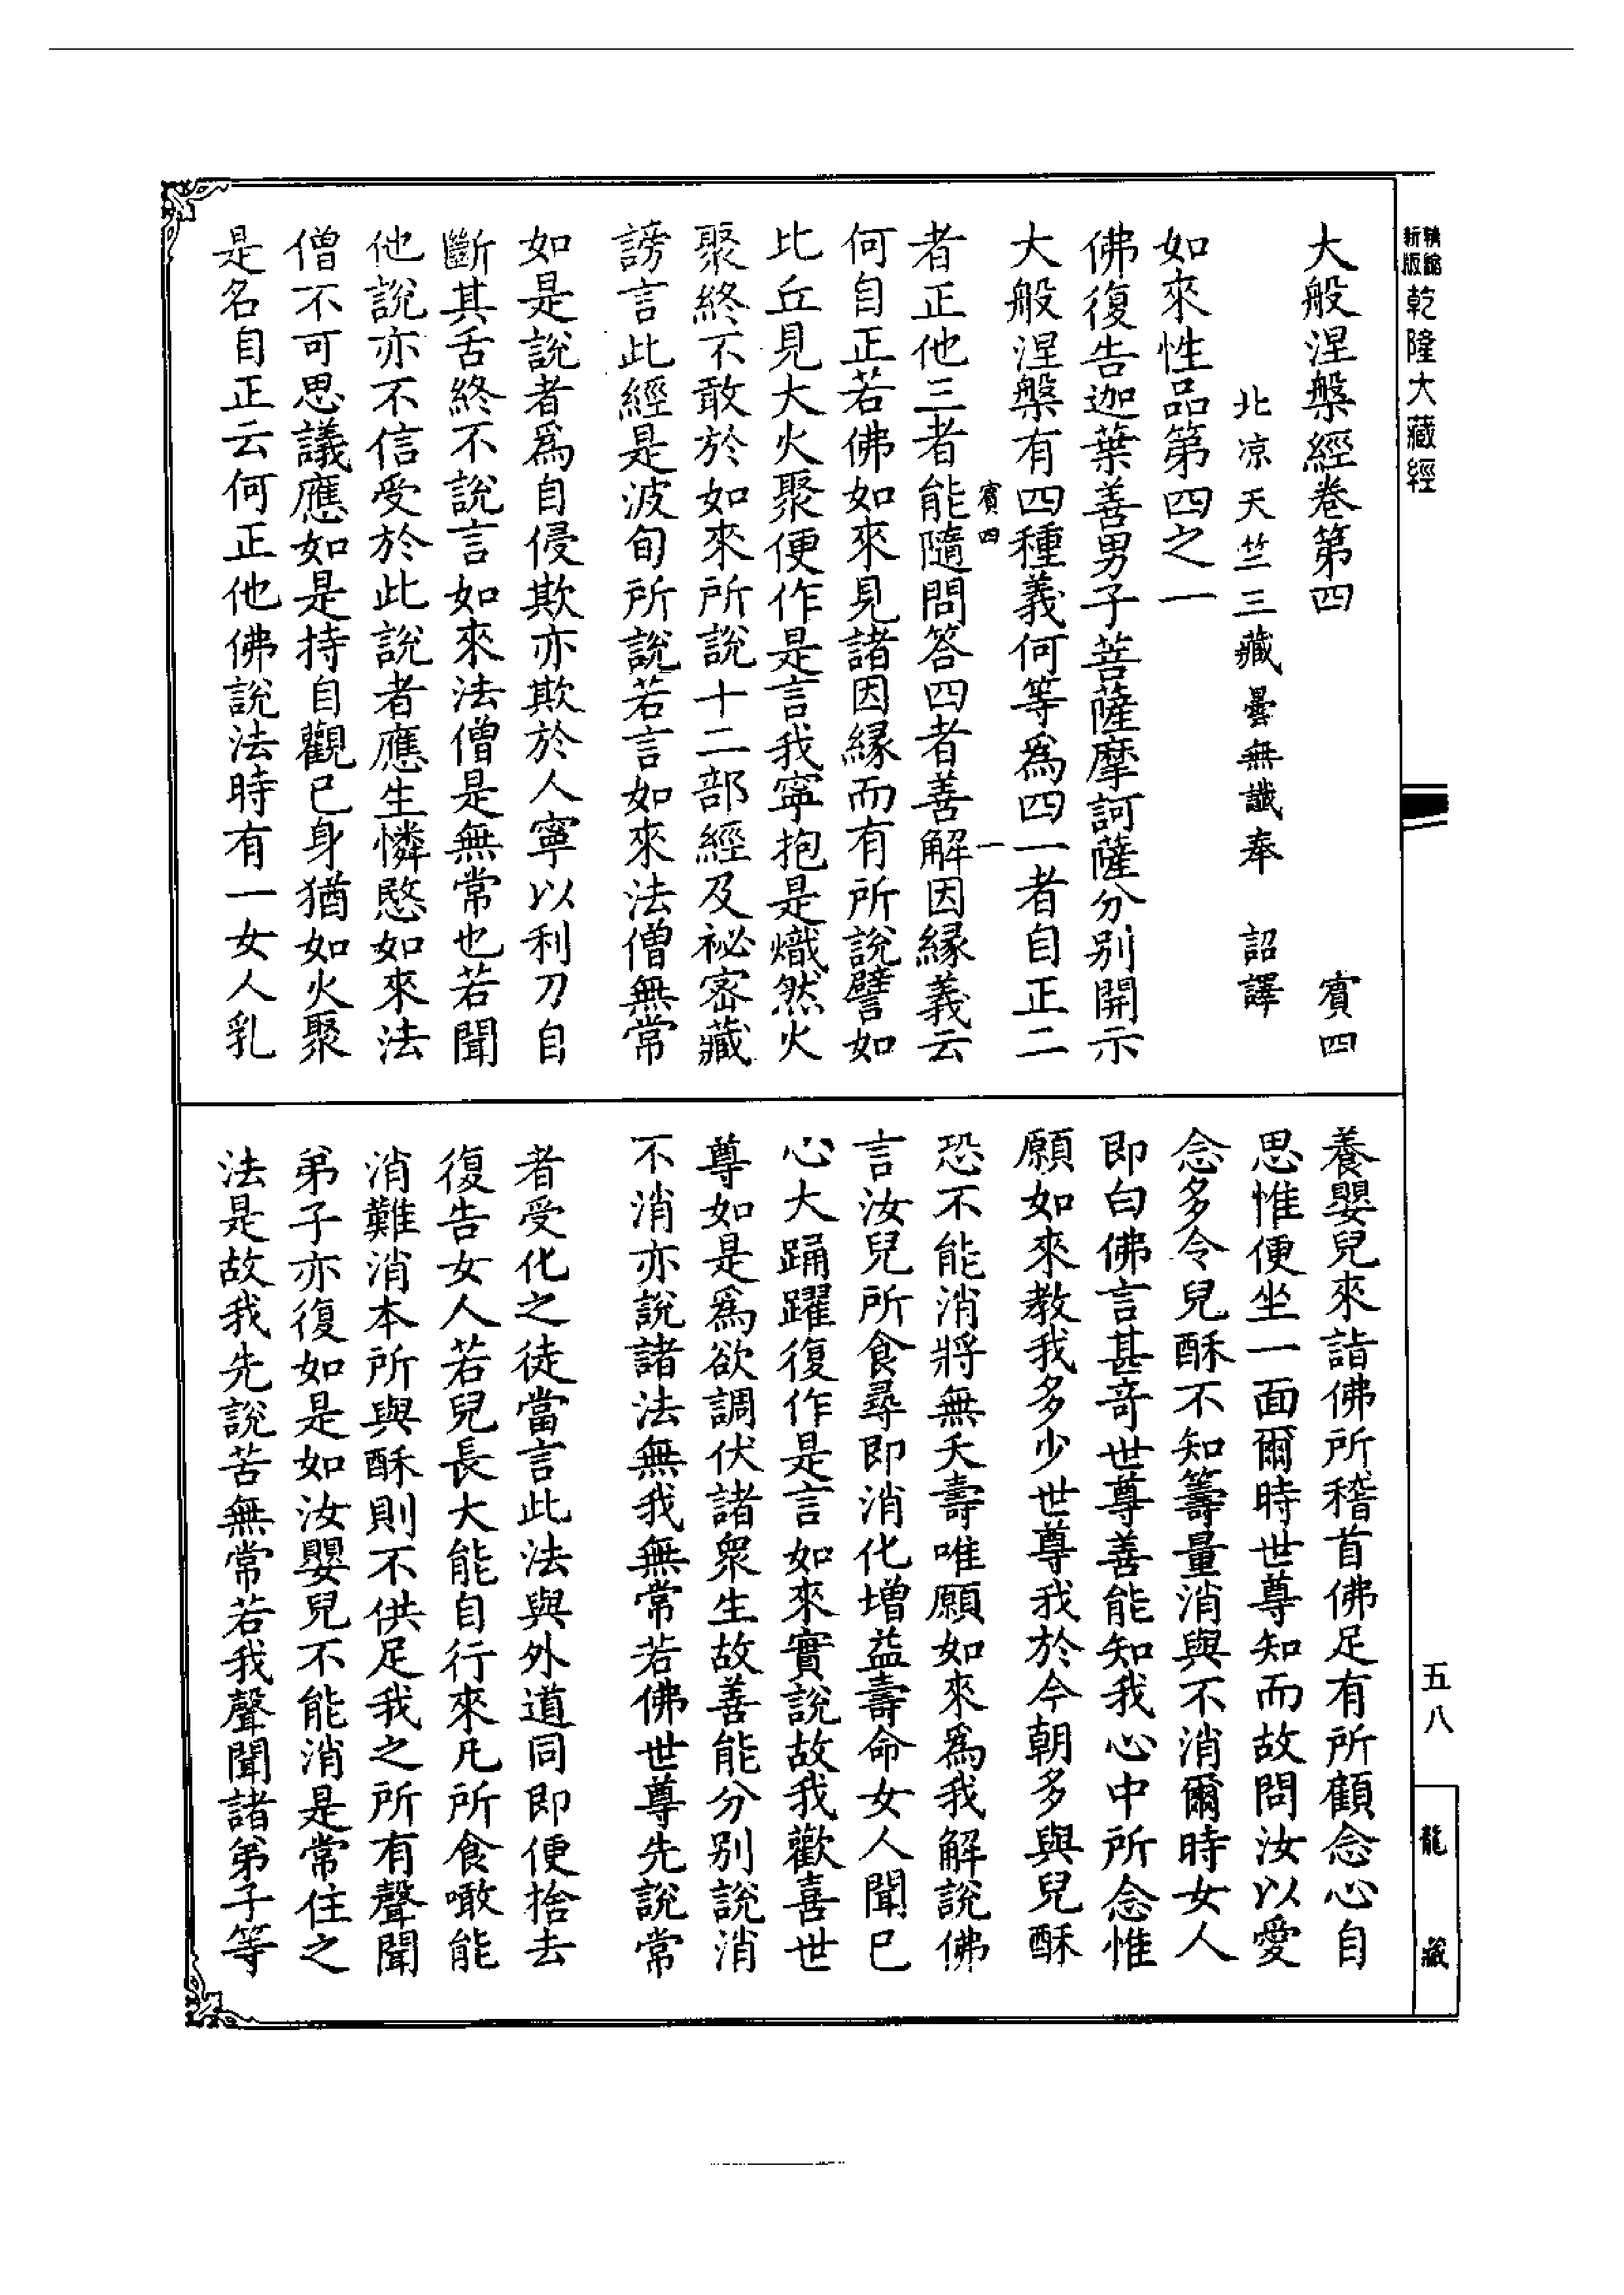 新版
精縮
乾隆大藏經
大般涅槃經卷第四 賓四
北凉天竺三藏曇無讖奉 詔譯
如來性品第四之一
佛復告迦葉善男子菩薩摩訶薩分別開示
大般涅槃有四種義何等爲四一者自正二
賓四 一
者正他三者能隨問答四者善解因緣義云
何自正若佛如來見諸因緣而有所說譬如
比丘見大火聚便作是言我寧抱是熾然火
聚終不敢於如來所說十二部經及祕密藏
謗言此經是波旬所說若言如來法僧無常
如是說者爲自侵欺亦欺於人寧以利刀自
斷其舌終不說言如來法僧是無常也若聞
他說亦不信受於此說者應生憐愍如來法
僧不可思議應如是持自觀已身猶如火聚
是名自正云何正他佛說法時有一女人乳
養嬰兒來詣佛所稽首佛足有所顧念心自
思惟便坐一面爾時世尊知而故問汝以愛
念多令兒酥不知籌量消與不消爾時女人
即白佛言甚奇世尊善能知我心中所念惟
願如來教我多少世尊我於今朝多與兒酥
恐不能消將無夭壽唯願如來爲我解說佛
言汝兒所食尋即消化增益壽命女人聞已
心大踊躍復作是言如來實說故我歡喜世
尊如是爲欲調伏諸衆生故善能分別說消
不消亦說諸法無我無常若佛世尊先說常
者受化之徒當言此法與外道同即便捨去
復告女人若兒長大能自行來凡所食噉能
消難消本所與酥則不供足我之所有聲聞
弟子亦復如是如汝嬰兒不能消是常住之
法是故我先說苦無常若我聲聞諸弟子等
五八
龍藏